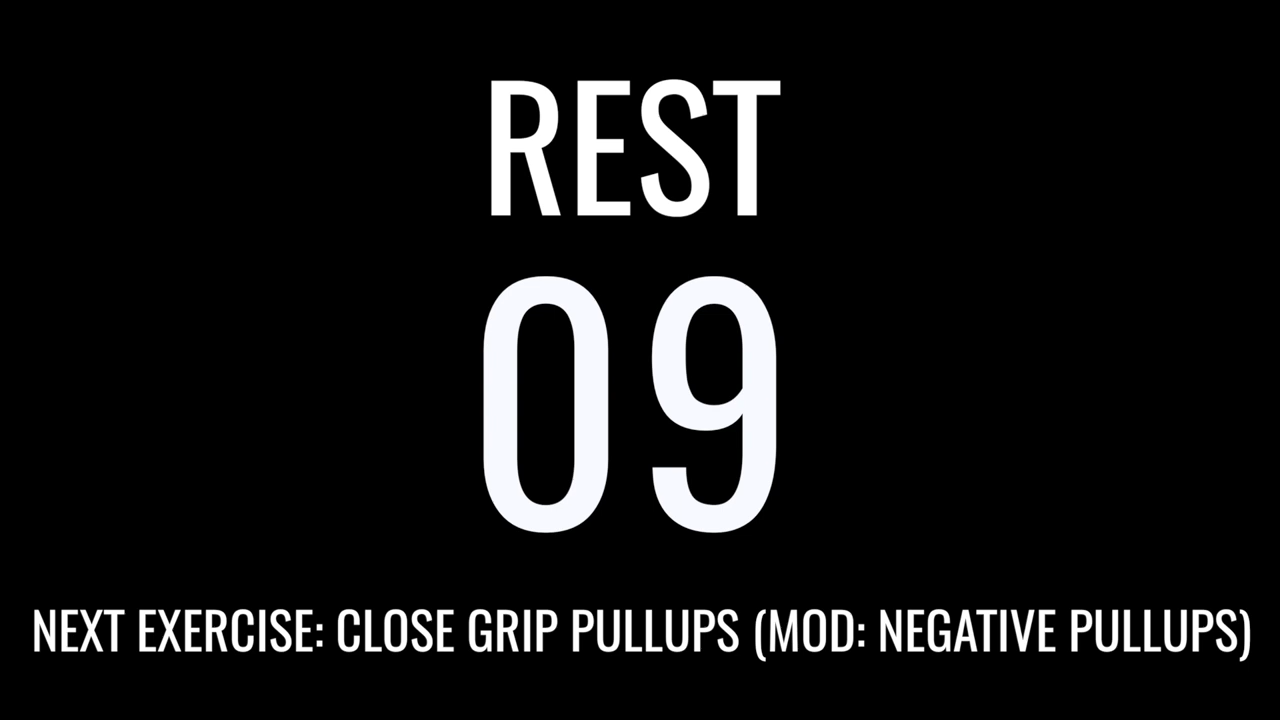 REST
09
NEXT EXERCISE: CLOSE GRIP PULLUPS (MOD: NEGATIVE PULLUPS)